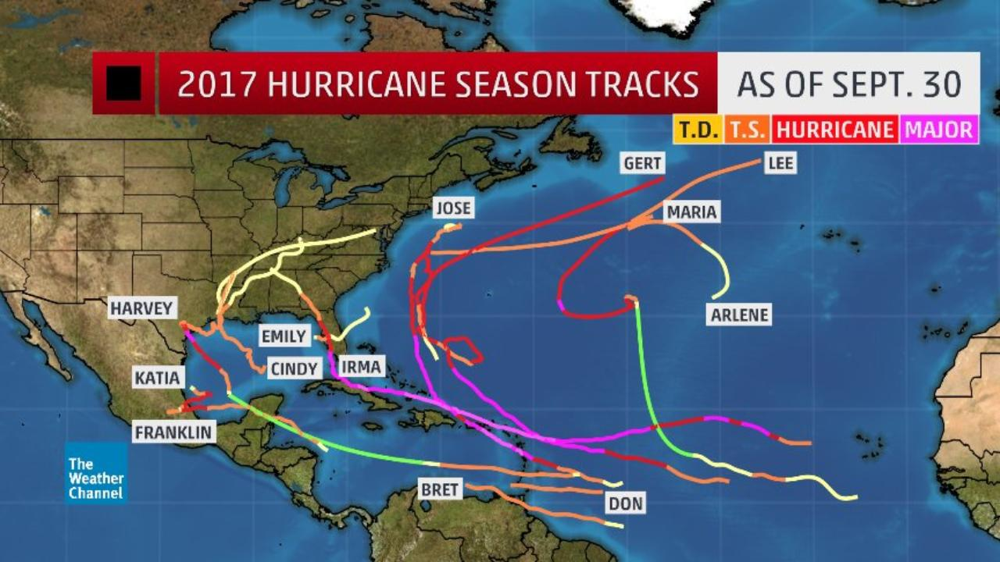 2017 HURRICANE SEASON TRACKS
AS OF SEPT. 30
T.D. T.S. HURRICANE MAJOR
GERT
LEE
JOSE
MARIA
HARVEY
ARLENE
EMILY
CINDY
IRMA
KATIA
FRANKLIN
The
Weather
Channel
BRET
DON